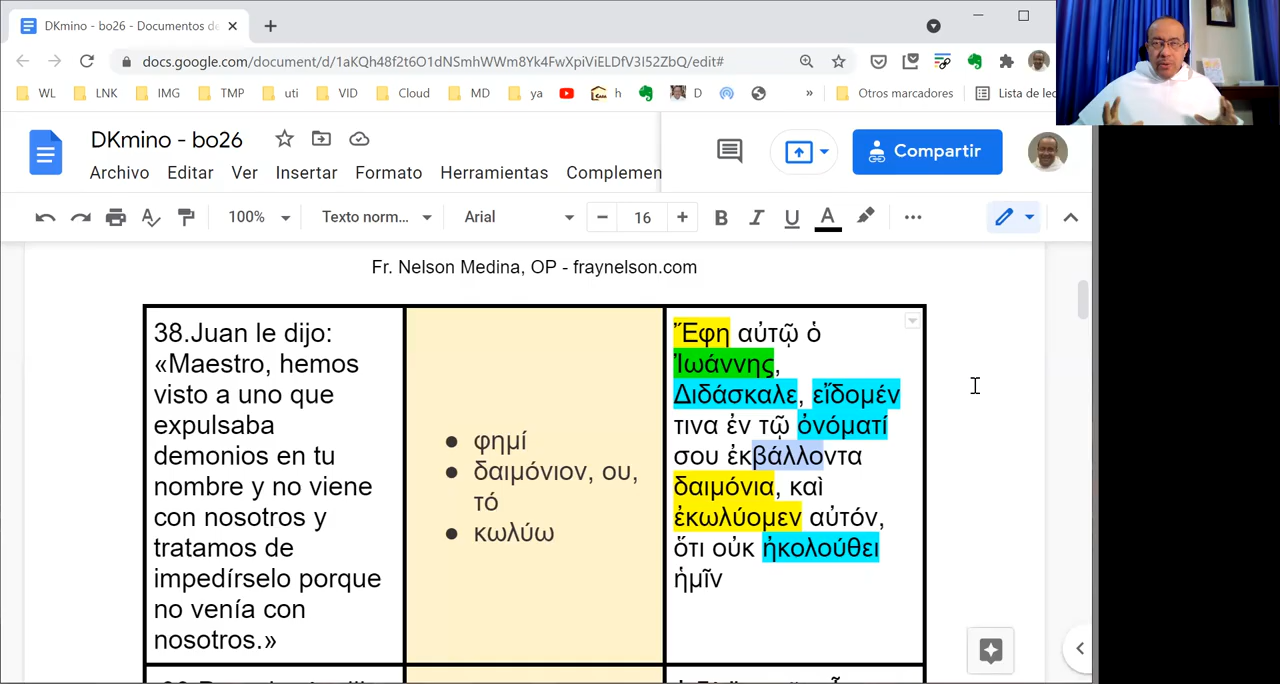 DKmino - bo26 - Documentos de
docs.google.com/document/d/1aKQh48f2t6O1dNSmhWWm8Yk4FwXpiViELDfV3I52ZbQ/edit#
WL LNK IMG TMP uti VID Cloud MD ya h D » Otros marcadores Lista de lec
DKmino - bo26
Archivo Editar Ver Insertar Formato Herramientas Complemen
Compartir
100% Texto norm... Arial 16 B I U A
Fr. Nelson Medina, OP - fraynelson.com
38.Juan le dijo:
«Maestro, hemos
visto a uno que
expulsaba
demonios en tu
nombre y no viene
con nosotros y
tratamos de
impedírselo porque
no venía con
nosotros.»
● φημί
● δαιμόνιον, ου,
τό
● κωλύω
Ἔφη αὐτῷ ὁ
Ἰωάννης,
Διδάσκαλε, εἴδομέν
τινα ἐν τῷ ὀνόματί
σου ἐκβάλλοντα
δαιμόνια, καὶ
ἐκωλύομεν αὐτόν,
ὅτι οὐκ ἠκολούθει
ἡμῖν